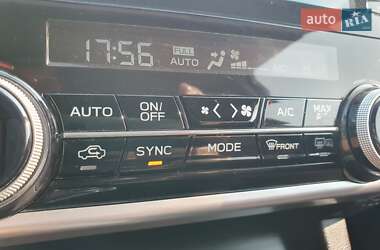 auto RIA
17:56 FULL AUTO
AUTO ON/OFF A/C MAX
SYNC MODE FRONT